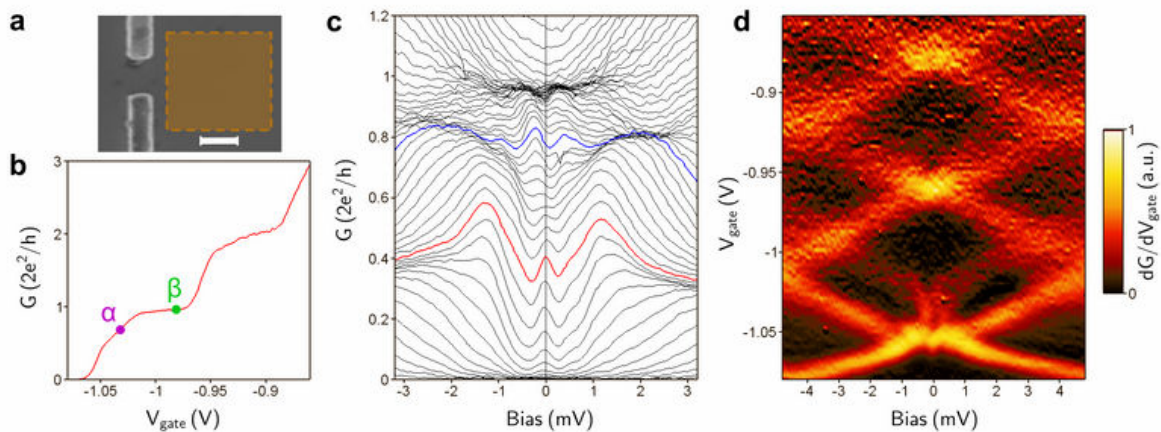 a
b
G (2e²/h)
3
2
1
0
α
β
-1.05
-1
-0.95
-0.9
V_gate (V)
c
G (2e²/h)
1.2
1
0.8
0.6
0.4
0.2
0
-3
-2
-1
0
1
2
3
Bias (mV)
d
V_gate (V)
-0.9
-0.95
-1
-1.05
-4
-3
-2
-1
0
1
2
3
4
Bias (mV)
1
0
dG/dV_gate (a.u.)